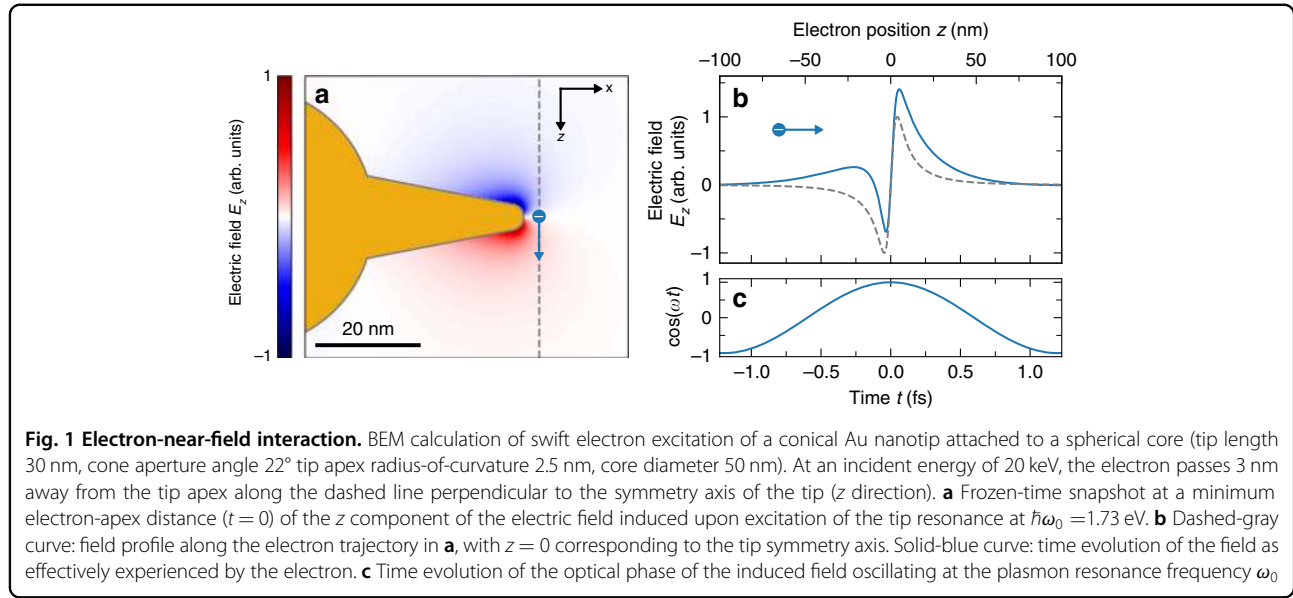 1
Electric field E_z (arb. units)
−1
a
x
z
20 nm
Electron position z (nm)
−100 −50 0 50 100
b
Electric field
E_z (arb. units)
1
0
−1
c
cos(ωt)
1
0
−1
−1.0 −0.5 0.0 0.5 1.0
Time t (fs)
Fig. 1 Electron-near-field interaction. BEM calculation of swift electron excitation of a conical Au nanotip attached to a spherical core (tip length
30 nm, cone aperture angle 22° tip apex radius-of-curvature 2.5 nm, core diameter 50 nm). At an incident energy of 20 keV, the electron passes 3 nm
away from the tip apex along the dashed line perpendicular to the symmetry axis of the tip (z direction). a Frozen-time snapshot at a minimum
electron-apex distance (t = 0) of the z component of the electric field induced upon excitation of the tip resonance at ℏω₀ =1.73 eV. b Dashed-gray
curve: field profile along the electron trajectory in a, with z = 0 corresponding to the tip symmetry axis. Solid-blue curve: time evolution of the field as
effectively experienced by the electron. c Time evolution of the optical phase of the induced field oscillating at the plasmon resonance frequency ω₀